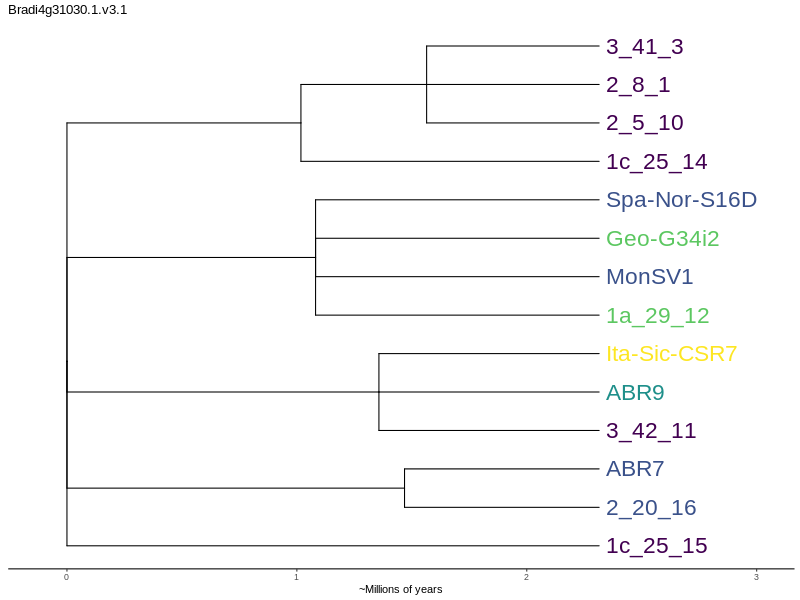 Bradi4g31030.1.v3.1
3_41_3
2_8_1
2_5_10
1c_25_14
Spa-Nor-S16D
Geo-G34i2
MonSV1
1a_29_12
Ita-Sic-CSR7
ABR9
3_42_11
ABR7
2_20_16
1c_25_15
0 1 2 3
~Millions of years